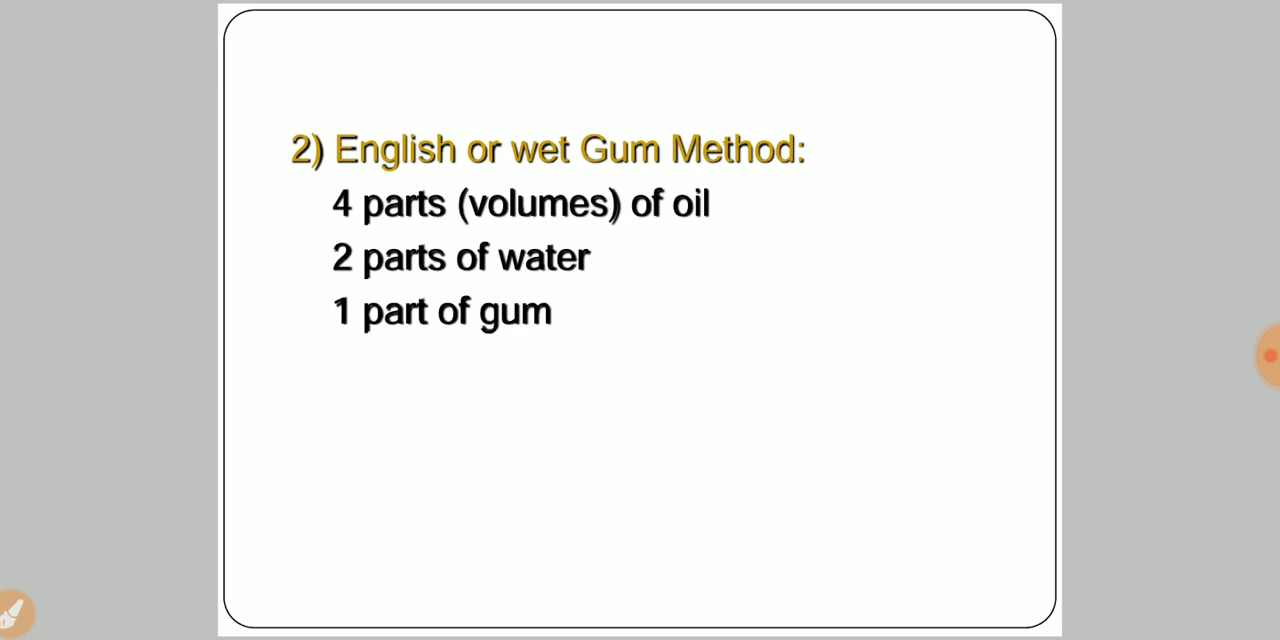 2) English or wet Gum Method:
4 parts (volumes) of oil
2 parts of water
1 part of gum